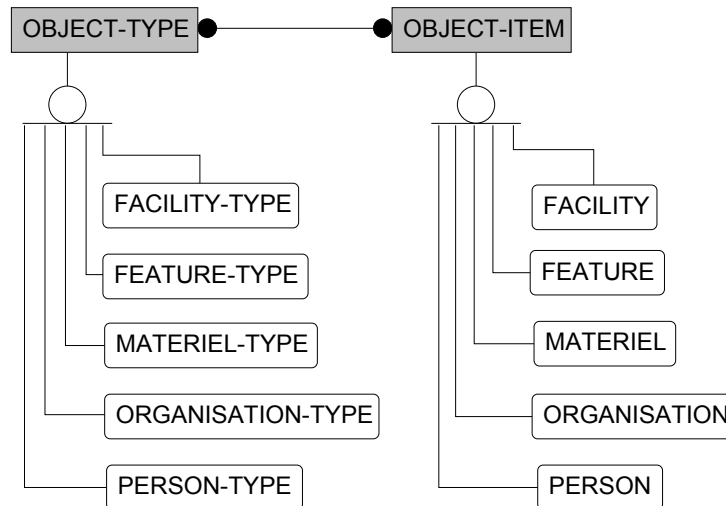 OBJECT-TYPE
OBJECT-ITEM
FACILITY-TYPE
FACILITY
FEATURE-TYPE
FEATURE
MATERIEL-TYPE
MATERIEL
ORGANISATION-TYPE
ORGANISATION
PERSON-TYPE
PERSON